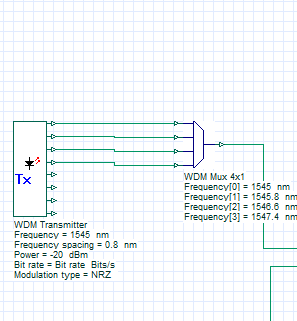 Tx
WDM Transmitter
Frequency = 1545 nm
Frequency spacing = 0.8 nm
Power = -20 dBm
Bit rate = Bit rate Bits/s
Modulation type = NRZ
WDM Mux 4x1
Frequency[0] = 1545 nm
Frequency[1] = 1545.8 nm
Frequency[2] = 1546.6 nm
Frequency[3] = 1547.4 nm